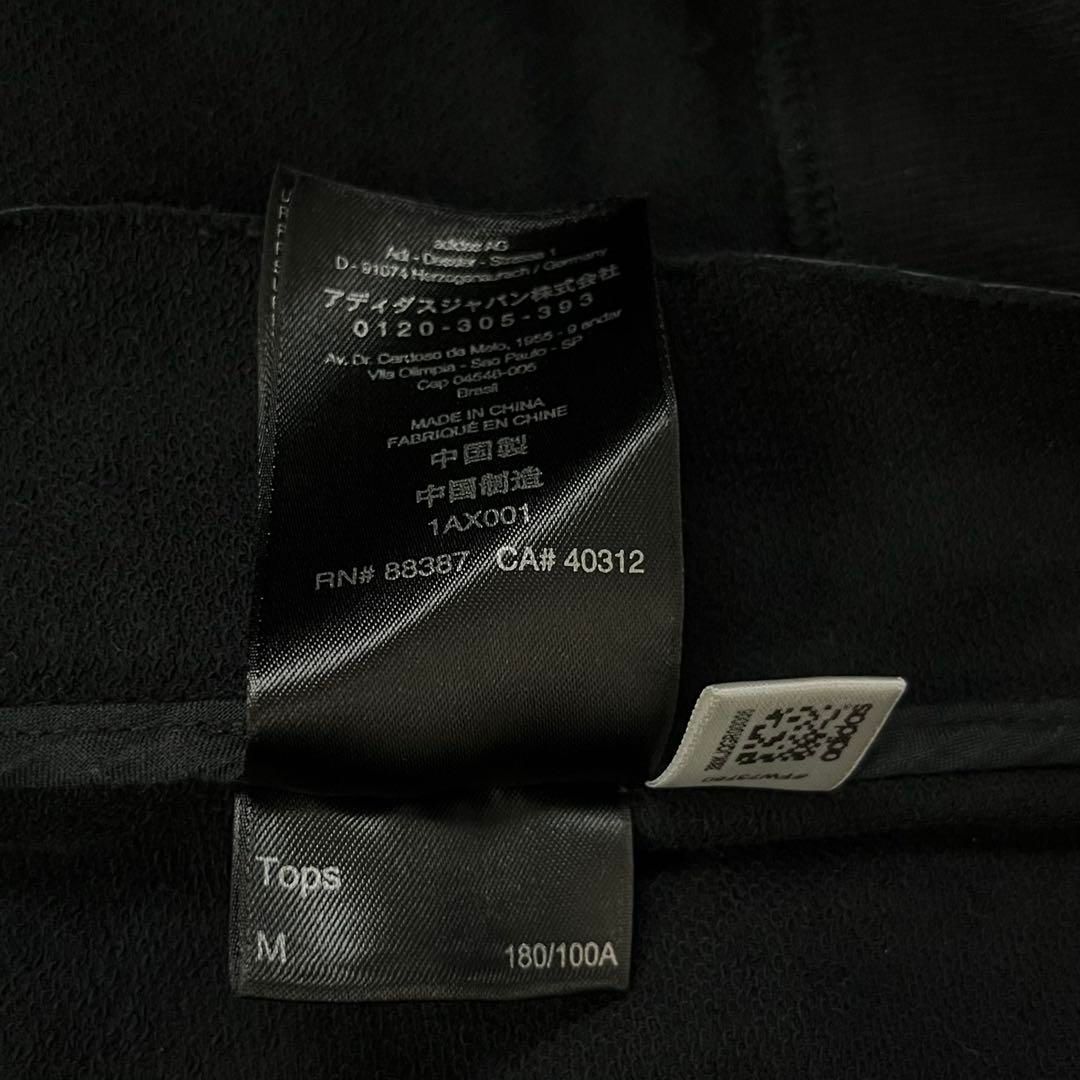 adidas AG
Adi - Dassler - Strasse 1
D - 91074 Herzogenaurach / Germany
アディダスジャパン株式会社
0120-305-393
Av. Dr. Cardoso de Melo, 1955 - 9 andar
Vila Olimpia - Sao Paulo - SP
Cep 04548-005
Brasil
MADE IN CHINA
FABRIQUÉ EN CHINE
中国製
中国制造
1AX001
RN# 88387 CA# 40312
adidas
Tops
M 180/100A